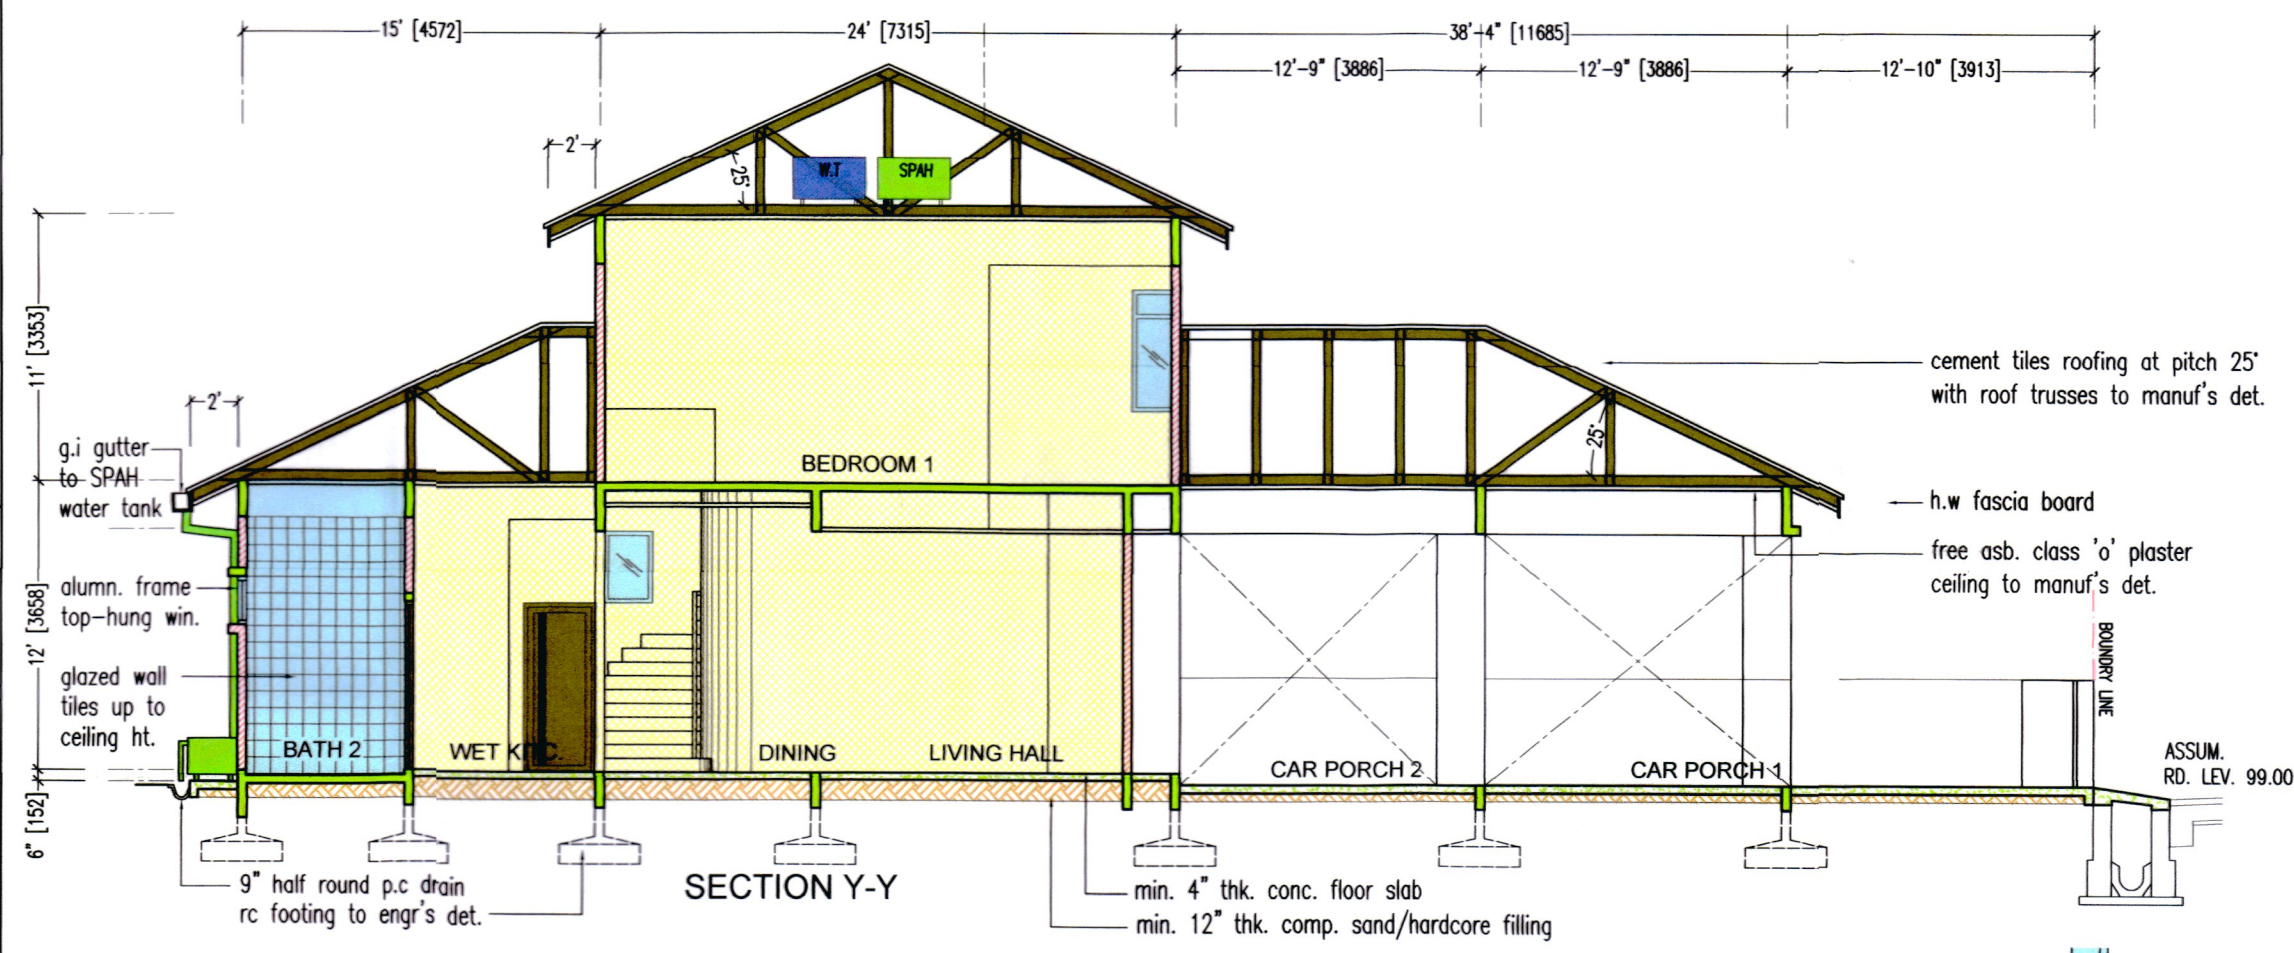 15' [4572]
24' [7315]
38'-4" [11685]
12'-9" [3886]
12'-9" [3886]
12'-10" [3913]
2'
25°
W.T
SPAH
11' [3353]
2'
cement tiles roofing at pitch 25°
with roof trusses to manuf's det.
25°
g.i gutter
to SPAH
water tank
BEDROOM 1
h.w fascia board
free asb. class 'o' plaster
ceiling to manuf's det.
12' [3658]
alumn. frame
top-hung win.
glazed wall
tiles up to
ceiling ht.
BOUNDRY LINE
BATH 2
WET KITC.
DINING
LIVING HALL
CAR PORCH 2
CAR PORCH 1
ASSUM.
RD. LEV. 99.00
6" [152]
9" half round p.c drain
rc footing to engr's det.
SECTION Y-Y
min. 4" thk. conc. floor slab
min. 12" thk. comp. sand/hardcore filling